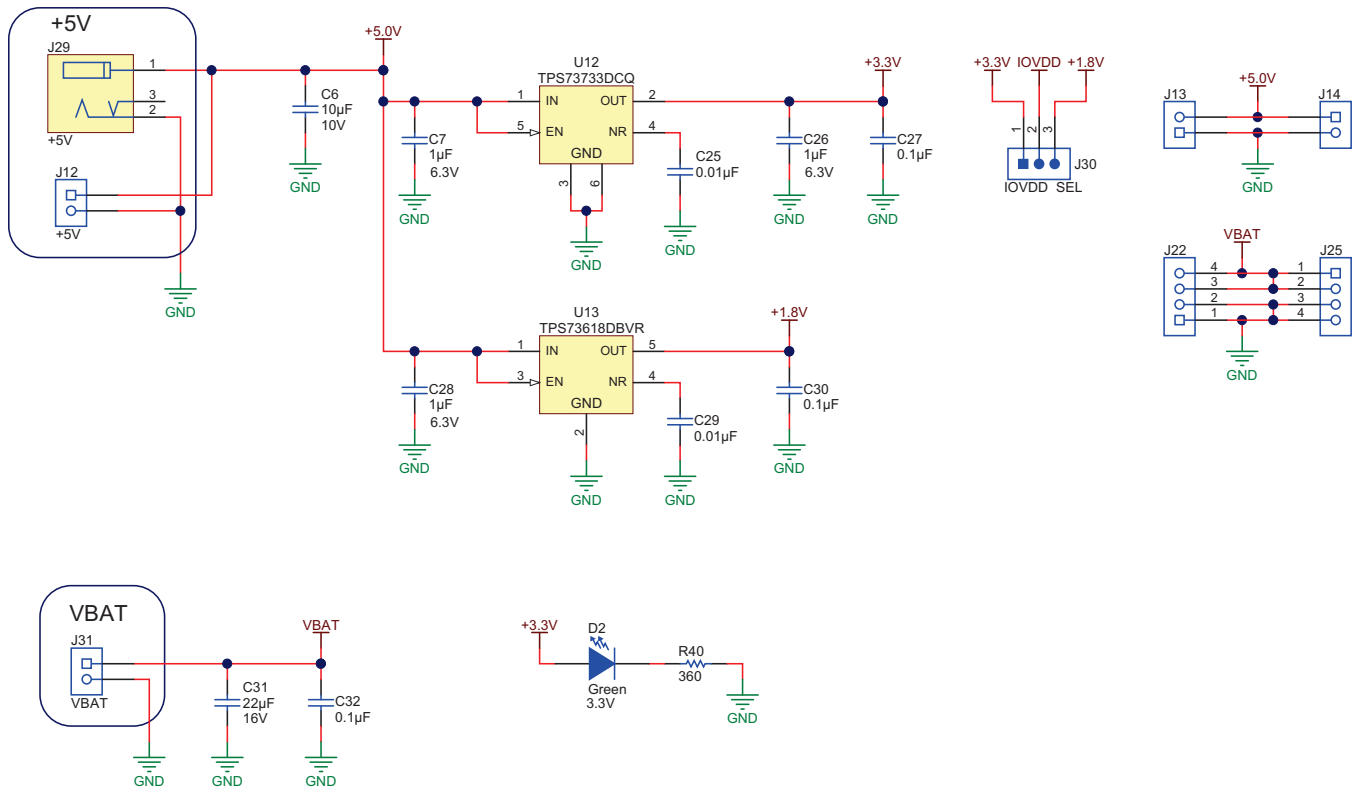 +5V
J29
1
3
2
+5V
J12
+5V
GND
+5.0V
C6
10µF
10V
GND
C7
1µF
6.3V
GND
U12
TPS73733DCQ
1
IN
OUT
2
5
EN
NR
4
GND
3
6
GND
C25
0.01µF
GND
C26
1µF
6.3V
GND
+3.3V
C27
0.1µF
GND
+3.3V
IOVDD
+1.8V
1
2
3
J30
IOVDD SEL
+5.0V
J13
J14
GND
VBAT
J22
J25
4
1
3
2
2
3
1
4
GND
U13
TPS73618DBVR
1
IN
OUT
5
3
EN
NR
4
GND
2
GND
C28
1µF
6.3V
GND
C29
0.01µF
GND
+1.8V
C30
0.1µF
GND
VBAT
J31
VBAT
GND
VBAT
C31
22µF
16V
GND
C32
0.1µF
GND
+3.3V
D2
Green
3.3V
R40
360
GND